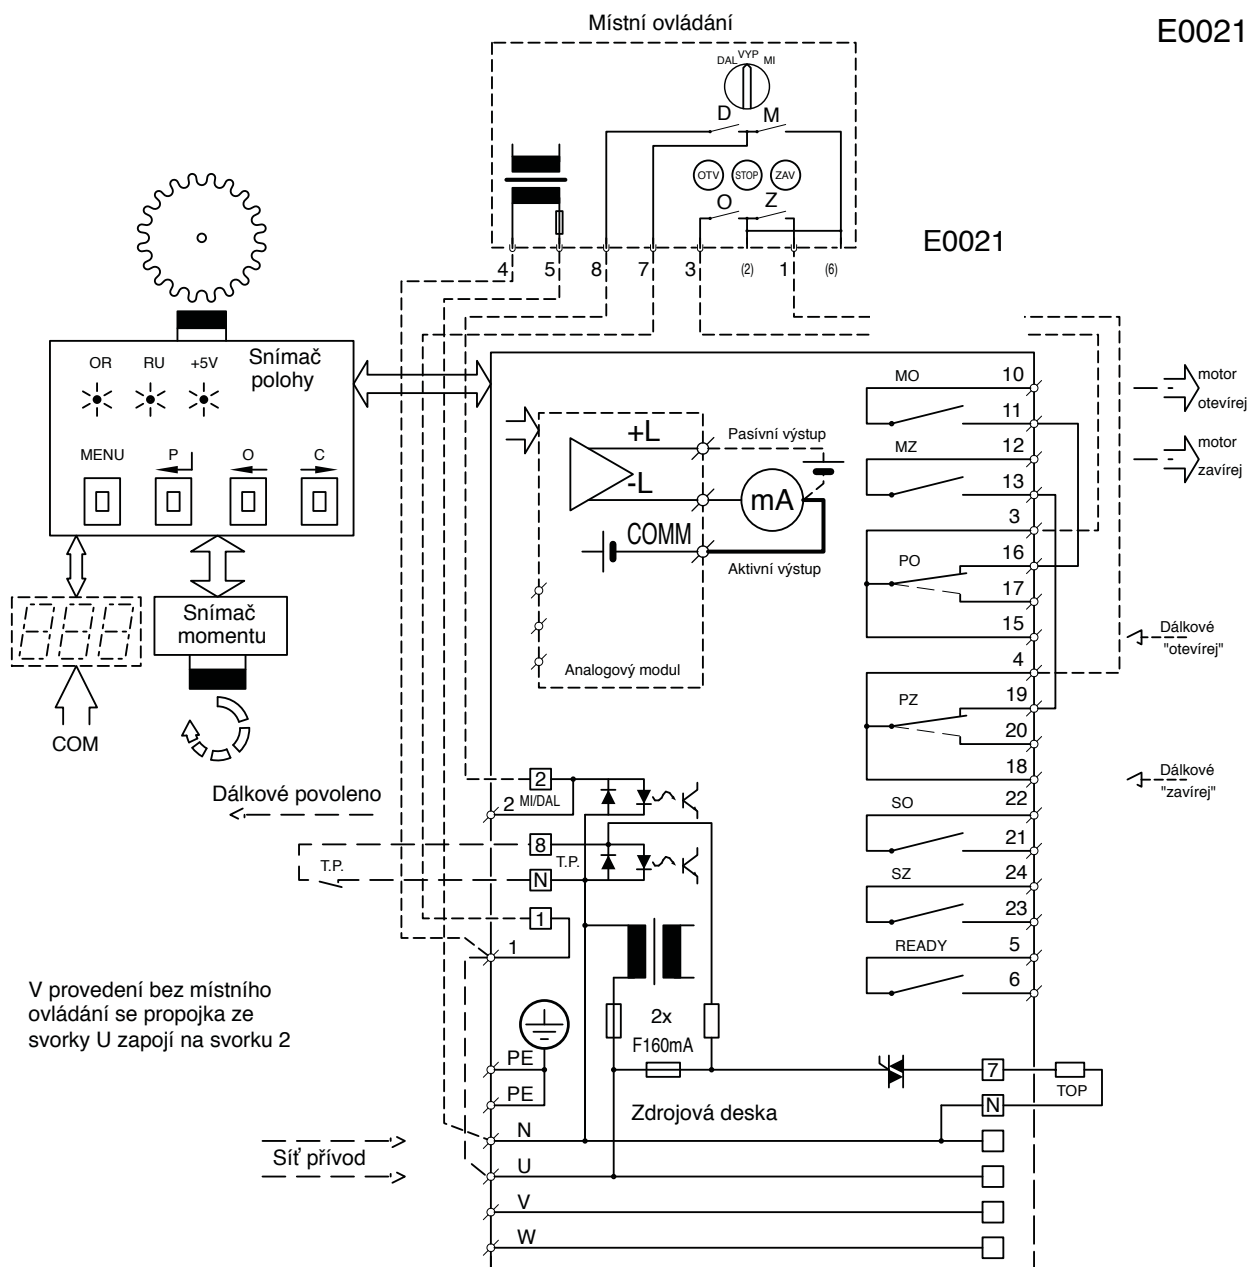 Místní ovládání
E0021
DAL VYP MI
D M
OTV STOP ZAV
O Z
4 5 8 7 3 (2) 1 (6)
E0021
OR RU +5V
Snímač
polohy
MENU P O C
Snímač
momentu
COM
+L
-L
COMM
Pasívní výstup
mA
Aktivní výstup
Analogový modul
MO 10
11
MZ 12
13
3
PO 16
17
15
4
PZ 19
20
18
SO 22
21
SZ 24
23
READY 5
6
motor
otevírej
motor
zavírej
Dálkové
"otevírej"
Dálkové
"zavírej"
Dálkové povoleno
2
2 MI/DAL
8
T.P.
T.P.
N
1
1
V provedení bez místního
ovládání se propojka ze
svorky U zapojí na svorku 2
2x
F160mA
PE
PE
7
TOP
N
Zdrojová deska
Síť přívod
N
U
V
W